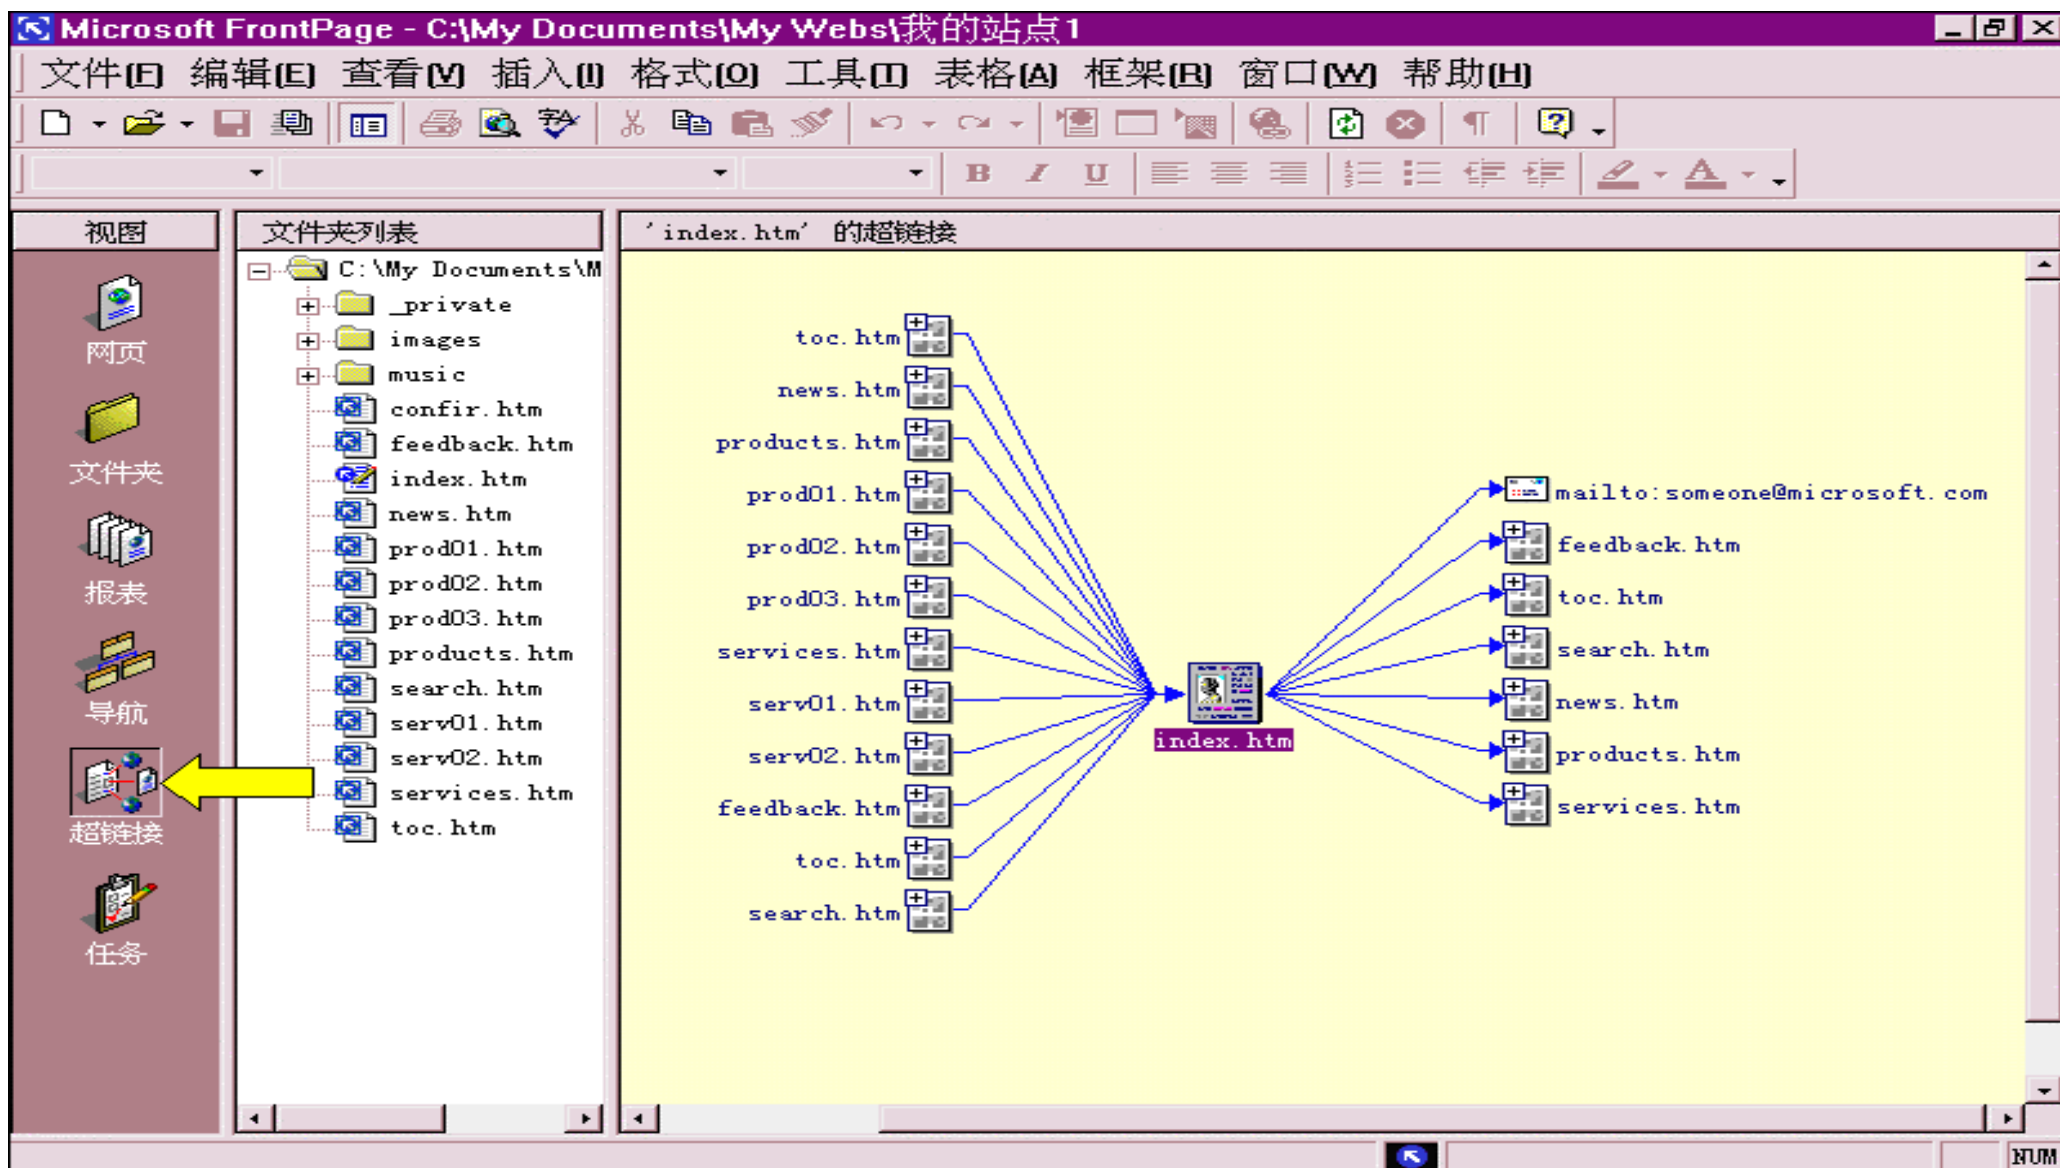 Microsoft FrontPage - C:\My Documents\My Webs\我的站点1
文件(F) 编辑(E) 查看(V) 插入(I) 格式(O) 工具(T) 表格(A) 框架(R) 窗口(W) 帮助(H)
B I U A
视图
网页
文件夹
报表
导航
超链接
任务
文件夹列表
C:\My Documents\M
_private
images
music
confir.htm
feedback.htm
index.htm
news.htm
prod01.htm
prod02.htm
prod03.htm
products.htm
search.htm
serv01.htm
serv02.htm
services.htm
toc.htm
'index.htm' 的超链接
toc.htm
news.htm
products.htm
prod01.htm
prod02.htm
prod03.htm
services.htm
serv01.htm
serv02.htm
feedback.htm
toc.htm
search.htm
index.htm
mailto:someone@microsoft.com
feedback.htm
toc.htm
search.htm
news.htm
products.htm
services.htm
NUM